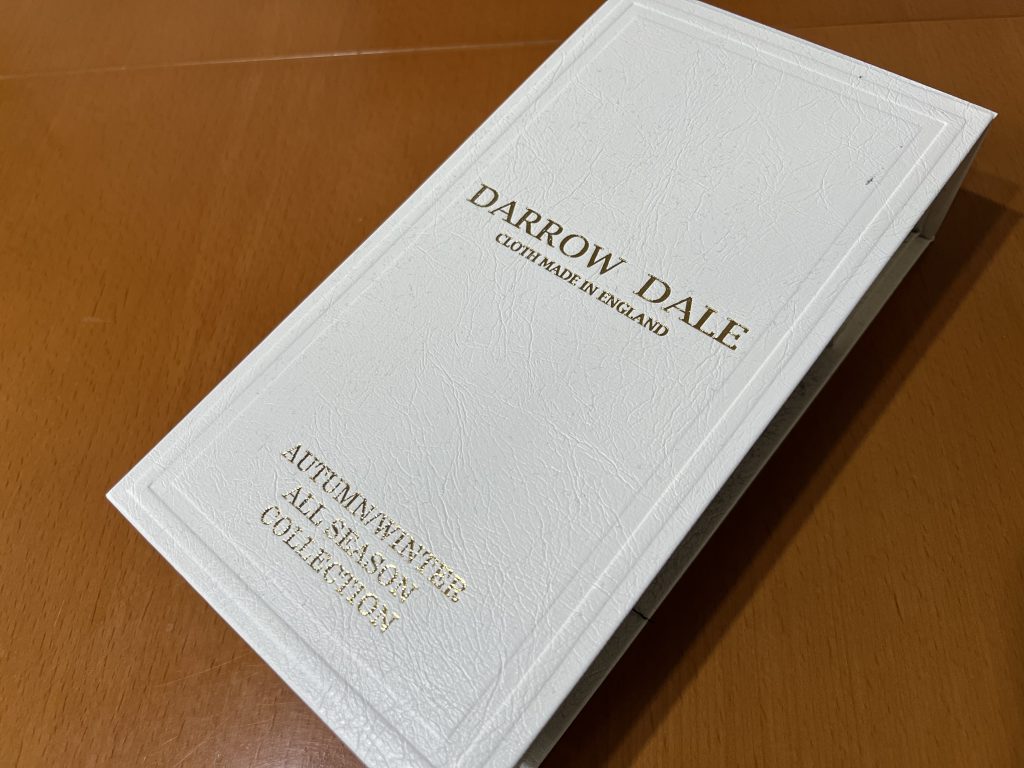 DARROW DALE
CLOTH MADE IN ENGLAND
AUTUMN/WINTER
ALL SEASON
COLLECTION